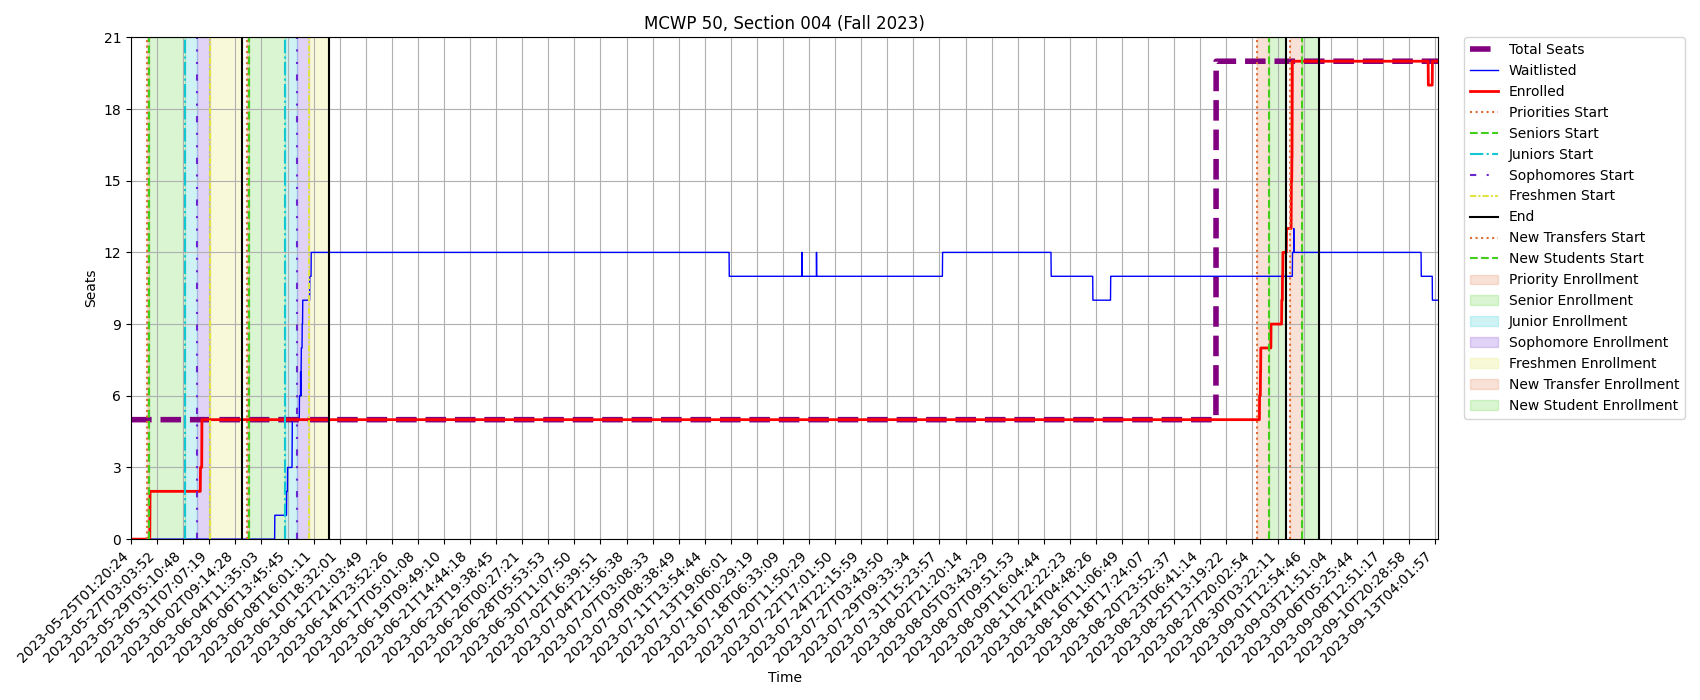 MCWP 50, Section 004 (Fall 2023)
Seats
21
18
15
12
9
6
3
0
2023-05-25T01:20:24
2023-05-27T03:03:52
2023-05-29T05:10:48
2023-05-31T07:07:19
2023-06-02T09:14:28
2023-06-04T11:35:03
2023-06-06T13:45:45
2023-06-08T16:01:11
2023-06-10T18:32:01
2023-06-12T21:03:49
2023-06-14T23:52:26
2023-06-17T05:01:08
2023-06-19T09:49:10
2023-06-21T14:44:18
2023-06-23T19:38:45
2023-06-26T00:27:21
2023-06-28T05:53:53
2023-06-30T11:07:50
2023-07-02T16:39:51
2023-07-04T21:56:38
2023-07-07T03:08:33
2023-07-09T08:38:49
2023-07-11T13:54:44
2023-07-13T19:06:01
2023-07-16T00:29:19
2023-07-18T06:33:09
2023-07-20T11:50:29
2023-07-22T17:01:50
2023-07-24T22:15:59
2023-07-27T03:43:50
2023-07-29T09:33:34
2023-07-31T15:23:57
2023-08-02T21:20:14
2023-08-05T03:43:29
2023-08-07T09:51:53
2023-08-09T16:04:44
2023-08-11T22:22:23
2023-08-14T04:48:26
2023-08-16T11:06:49
2023-08-18T17:24:07
2023-08-20T23:52:37
2023-08-23T06:41:14
2023-08-25T13:19:22
2023-08-27T20:02:54
2023-08-30T03:22:11
2023-09-01T12:54:46
2023-09-03T21:51:04
2023-09-06T05:25:44
2023-09-08T12:51:17
2023-09-10T20:28:58
2023-09-13T04:01:57
Time
Total Seats
Waitlisted
Enrolled
Priorities Start
Seniors Start
Juniors Start
Sophomores Start
Freshmen Start
End
New Transfers Start
New Students Start
Priority Enrollment
Senior Enrollment
Junior Enrollment
Sophomore Enrollment
Freshmen Enrollment
New Transfer Enrollment
New Student Enrollment